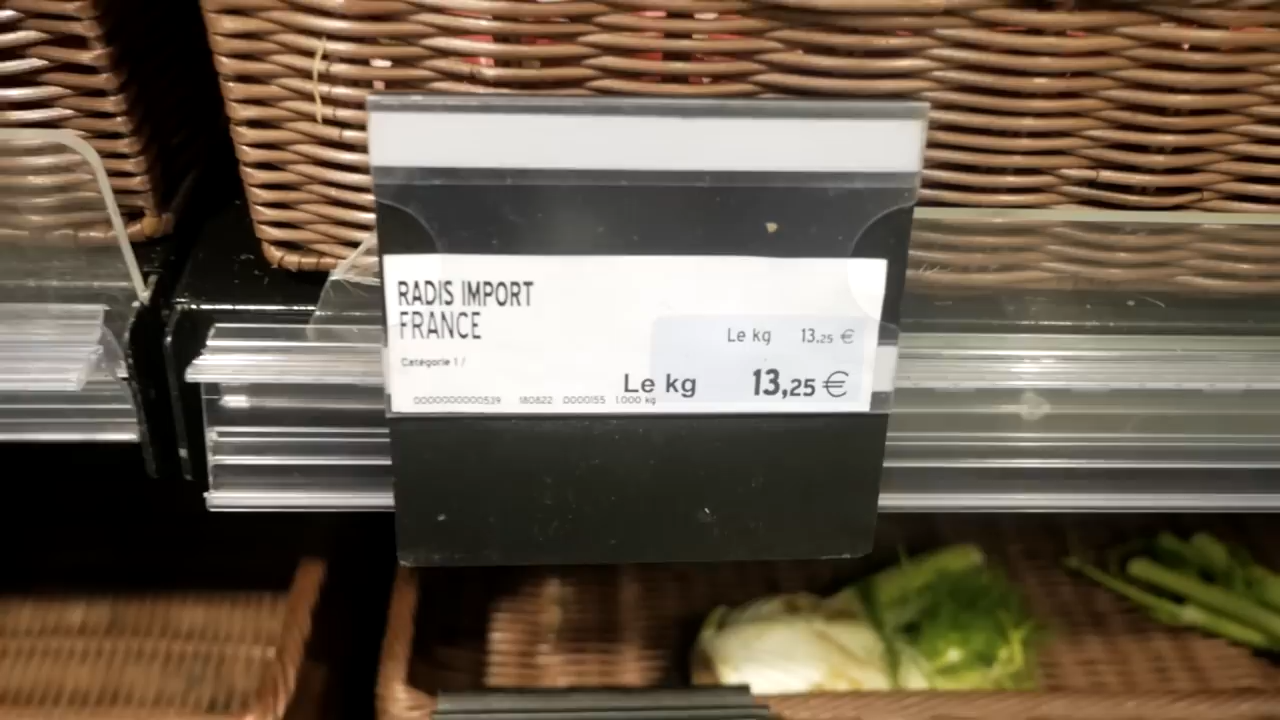 RADIS IMPORT
FRANCE
Le kg 13,25 €
Catégorie 1 /
Le kg 13,25 €
0000000000539 180822 0000155 1.000 kg